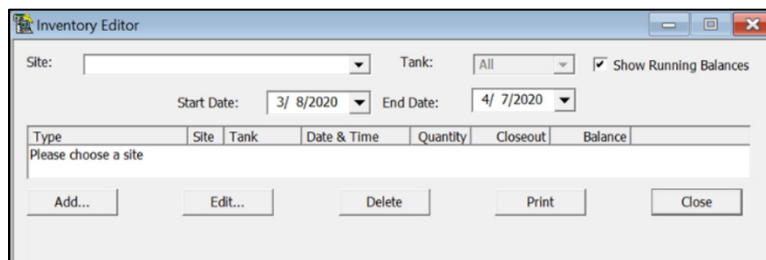 Inventory Editor
Site: Tank: All Show Running Balances
Start Date: 3/ 8/2020 End Date: 4/ 7/2020
Type Site Tank Date & Time Quantity Closeout Balance
Please choose a site
Add... Edit... Delete Print Close